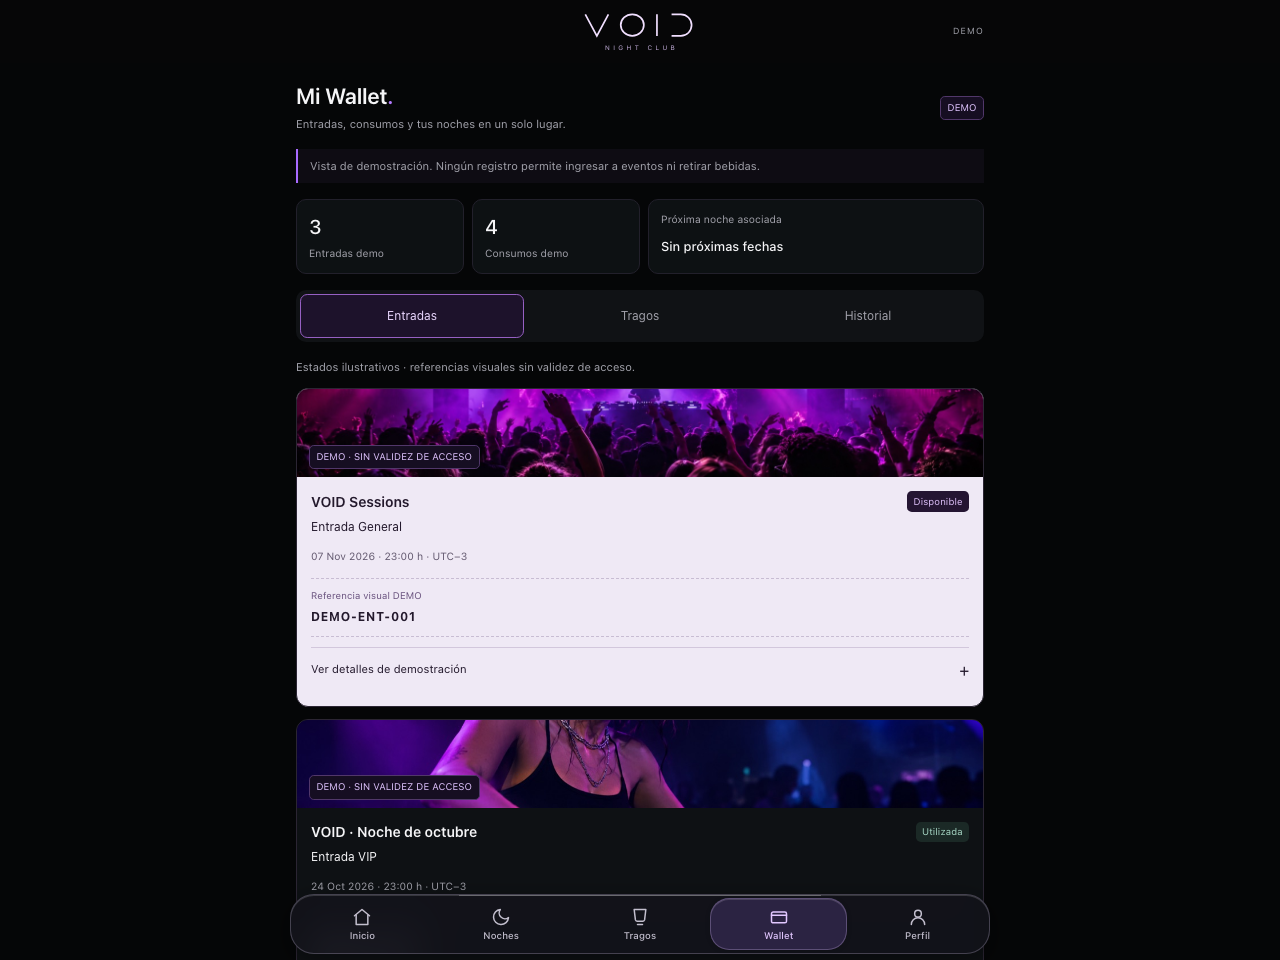 VOID
NIGHT CLUB
DEMO
Mi Wallet.
DEMO
Entradas, consumos y tus noches en un solo lugar.
Vista de demostración. Ningún registro permite ingresar a eventos ni retirar bebidas.
3
Entradas demo
4
Consumos demo
Próxima noche asociada
Sin próximas fechas
Entradas
Tragos
Historial
Estados ilustrativos · referencias visuales sin validez de acceso.
DEMO · SIN VALIDEZ DE ACCESO
VOID Sessions
Disponible
Entrada General
07 Nov 2026 · 23:00 h · UTC−3
Referencia visual DEMO
DEMO-ENT-001
Ver detalles de demostración
+
DEMO · SIN VALIDEZ DE ACCESO
VOID · Noche de octubre
Utilizada
Entrada VIP
24 Oct 2026 · 23:00 h · UTC−3
Inicio
Noches
Tragos
Wallet
Perfil